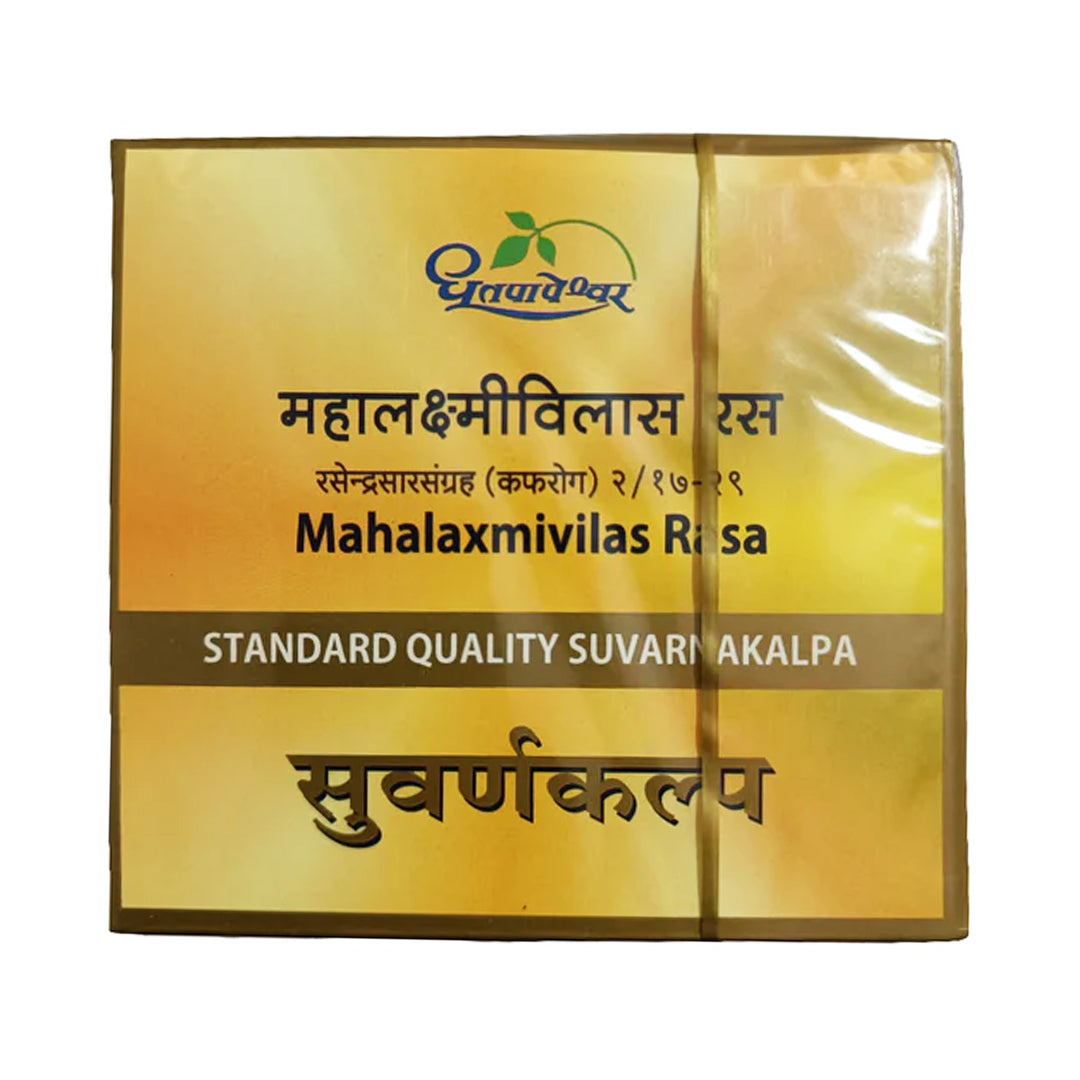 धूतपापेश्वर
महालक्ष्मीविलास रस
रसेन्द्रसारसंग्रह (कफरोग) २/१७-२९
Mahalaxmivilas Rasa
STANDARD QUALITY SUVARNAKALPA
सुवर्णकल्प